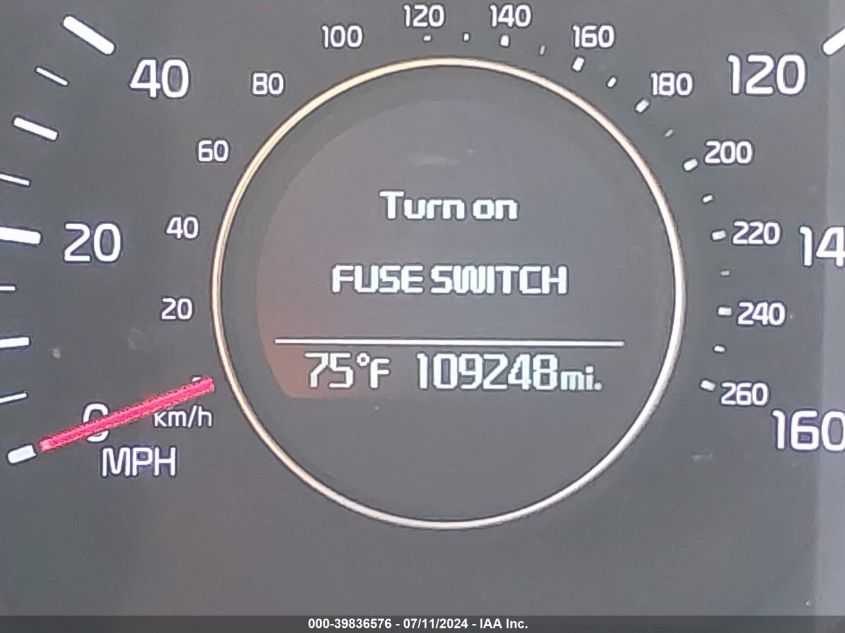 120 140
100 160
40 80 180 120
60 200
20 40 220 14
20 240
0 260
km/h 160
MPH
Turn on
FUSE SWITCH
75°F 109248mi.
000-39836576 - 07/11/2024 - IAA Inc.